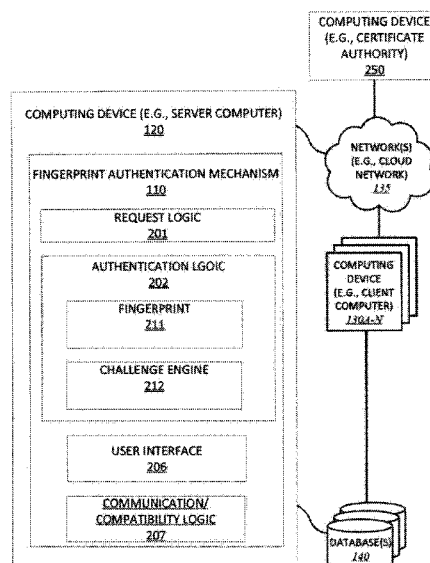 COMPUTING DEVICE
(E.G., CERTIFICATE
AUTHORITY)
250
COMPUTING DEVICE (E.G., SERVER COMPUTER)
120
NETWORK(S)
(E.G., CLOUD
NETWORK)
135
FINGERPRINT AUTHENTICATION MECHANISM
110
REQUEST LOGIC
201
AUTHENTICATION LGOIC
202
FINGERPRINT
211
CHALLENGE ENGINE
212
COMPUTING
DEVICE
(E.G., CLIENT
COMPUTER)
130A-N
USER INTERFACE
206
COMMUNICATION/
COMPATIBILITY LOGIC
207
DATABASE(S)
140